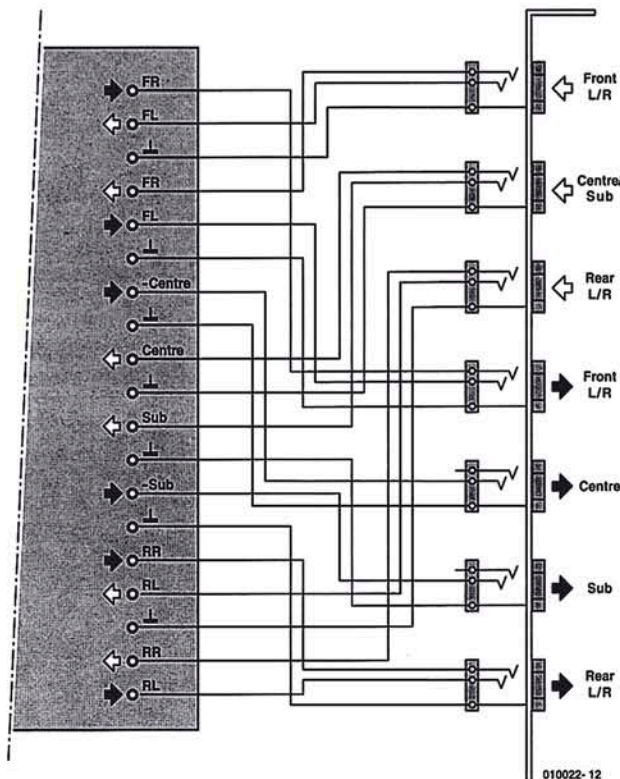 FR
FL
FR
FL
-Centre
Centre
Sub
-Sub
RR
RL
RR
RL
Front
L/R
Centre/
Sub
Rear
L/R
Front
L/R
Centre
Sub
Rear
L/R
010022- 12